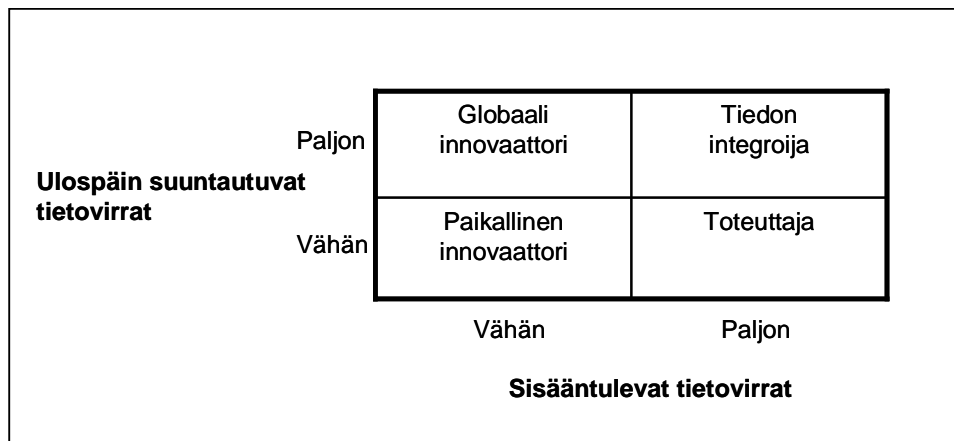 Globaali
innovaattori
Tiedon
integroija
Paljon
Ulospäin suuntautuvat
tietovirrat
Paikallinen
innovaattori
Toteuttaja
Vähän
Vähän
Paljon
Sisääntulevat tietovirrat